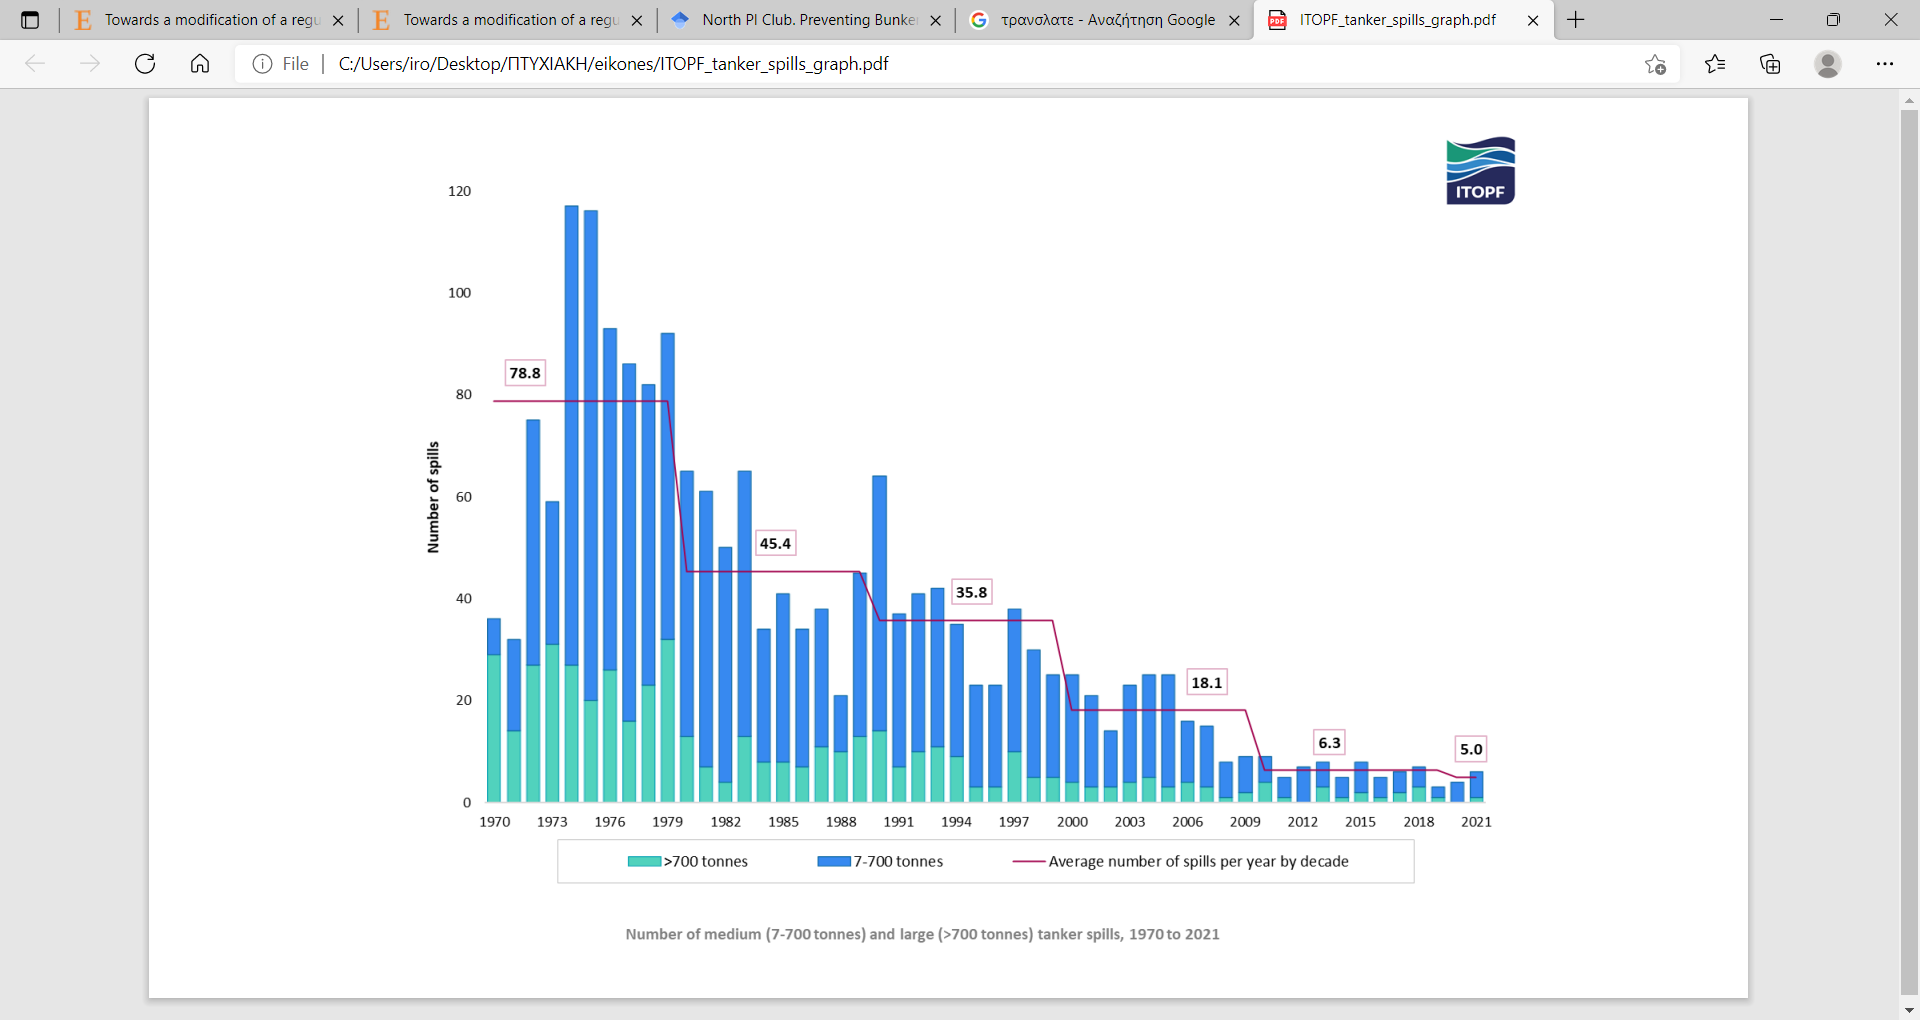 Towards a modification of a regu
Towards a modification of a regu
North PI Club. Preventing Bunke
τρανσλατε - Αναζήτηση Google
ITOPF_tanker_spills_graph.pdf
File
C:/Users/iro/Desktop/ΠΤΥΧΙΑΚΗ/eikones/ITOPF_tanker_spills_graph.pdf
ITOPF
120
100
80
60
40
20
0
Number of spills
78.8
45.4
35.8
18.1
6.3
5.0
1970 1973 1976 1979 1982 1985 1988 1991 1994 1997 2000 2003 2006 2009 2012 2015 2018 2021
>700 tonnes 7-700 tonnes Average number of spills per year by decade
Number of medium (7-700 tonnes) and large (>700 tonnes) tanker spills, 1970 to 2021